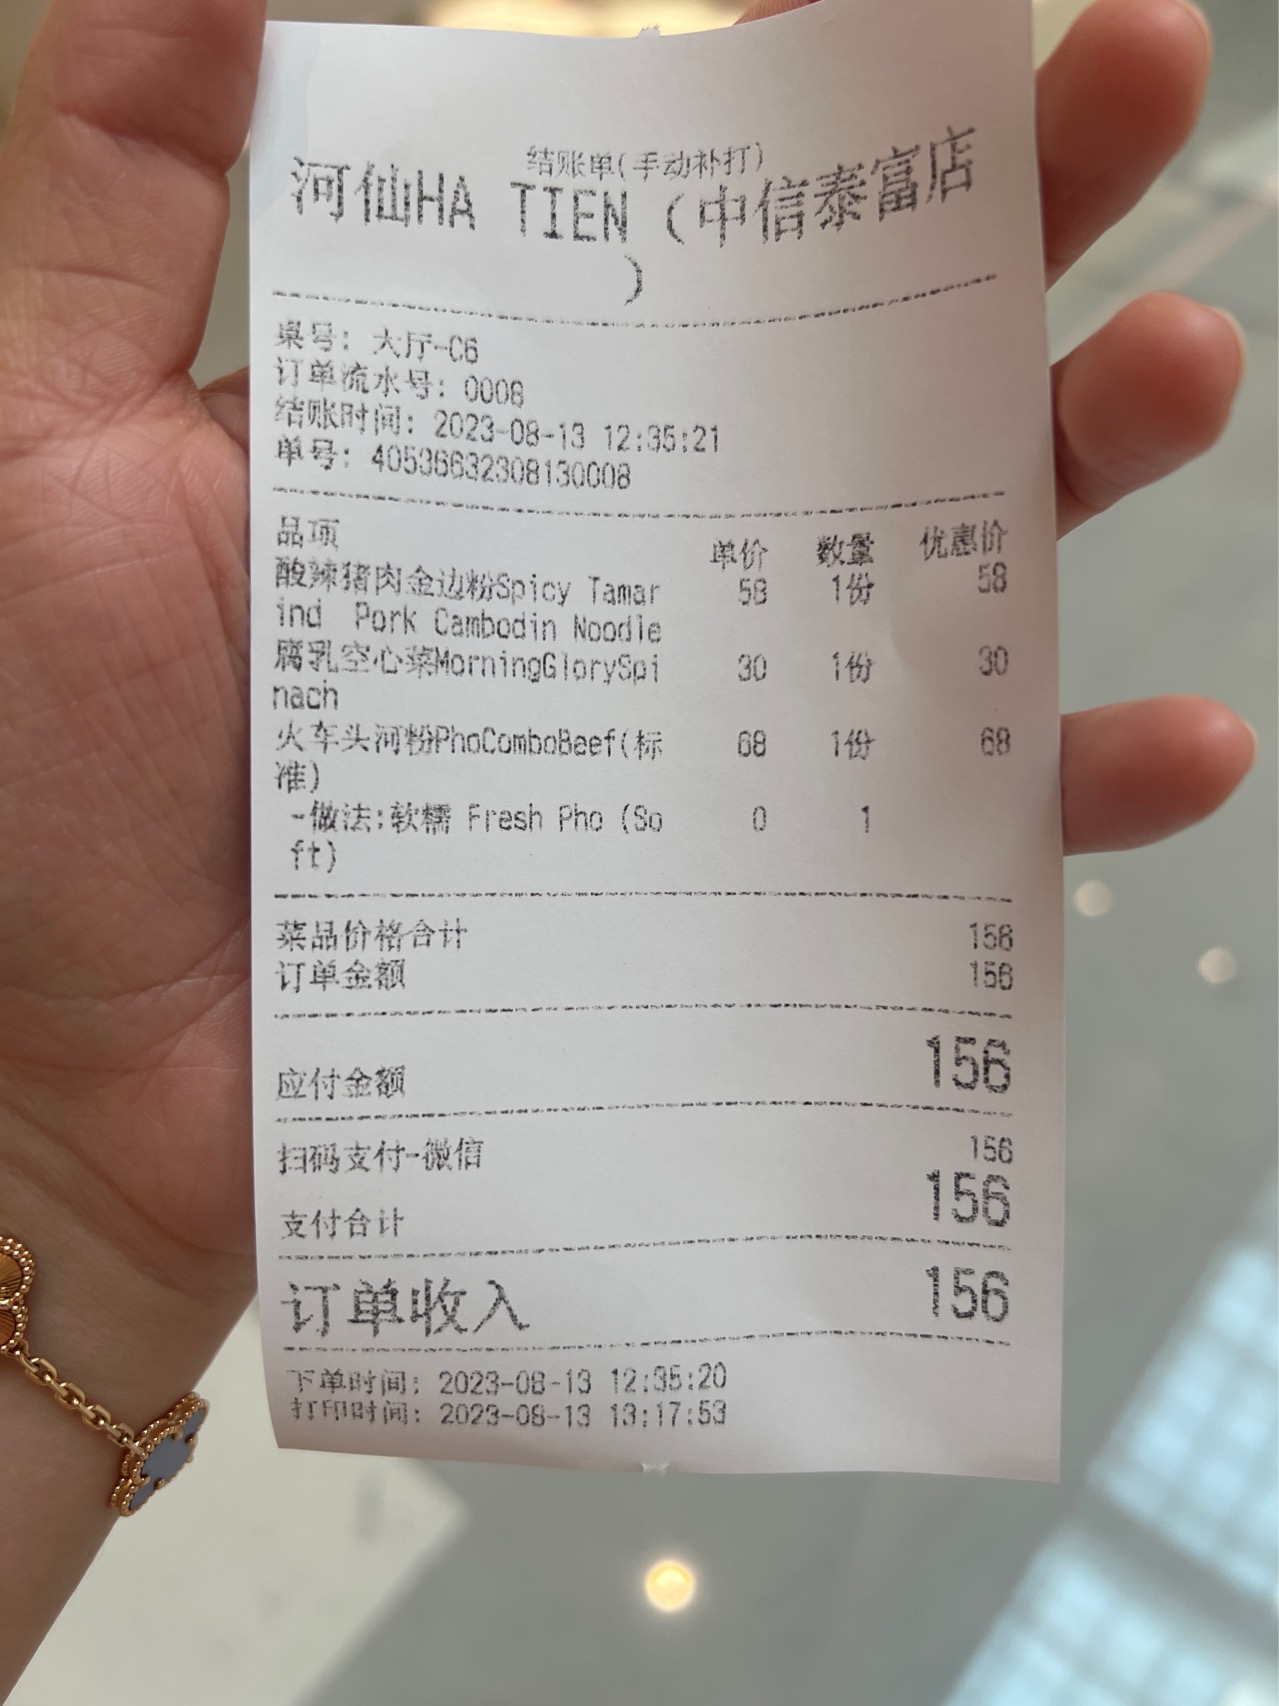 结账单(手动补打)
河仙HA TIEN (中信泰富店
)
桌号: 大厅-C6
订单流水号: 0008
结账时间: 2023-08-13 12:35:21
单号: 40536632308130008
品项 单价 数量 优惠价
酸辣猪肉金边粉Spicy Tamar 58 1份 58
ind Pork Cambodin Noodle
腐乳空心菜MorningGlorySpi 30 1份 30
nach
火车头河粉PhoComboBeef(标 68 1份 68
准)
-做法:软糯 Fresh Pho (So 0 1
ft)
菜品价格合计 156
订单金额 156
应付金额 156
扫码支付-微信 156
支付合计 156
订单收入 156
下单时间: 2023-08-13 12:35:20
打印时间: 2023-08-13 13:17:53